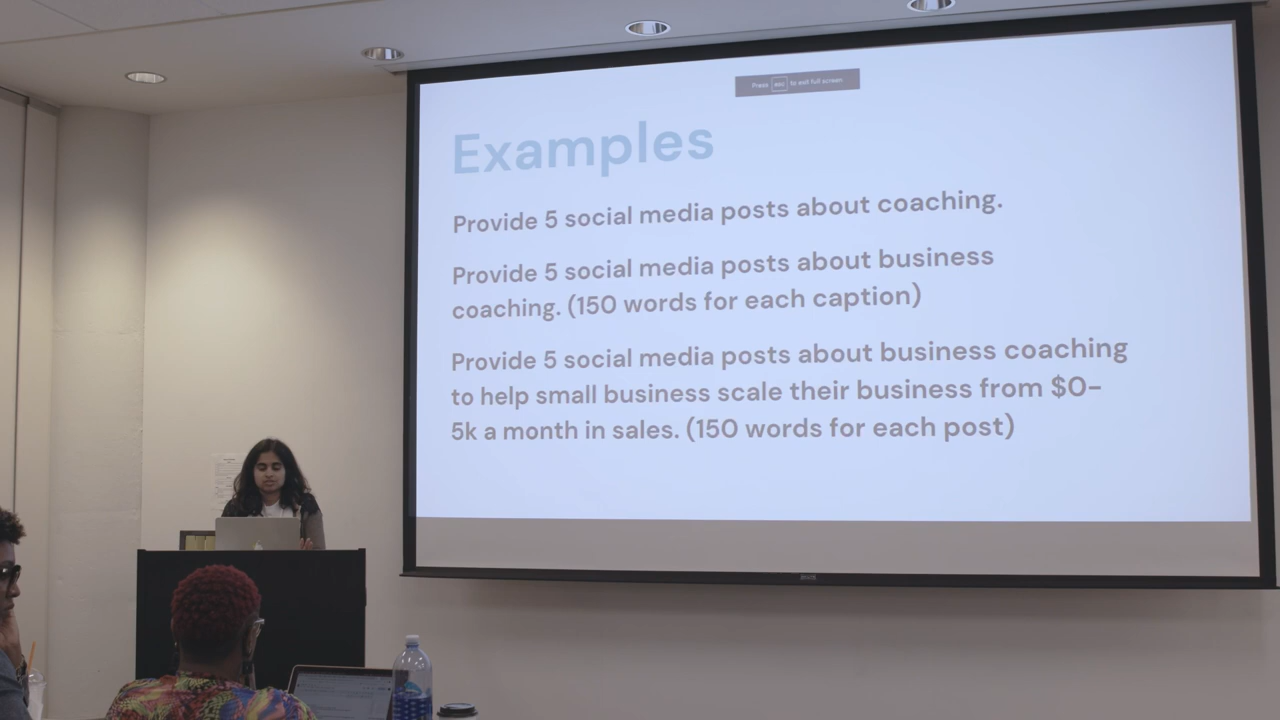 Press esc to exit full screen
Examples
Provide 5 social media posts about coaching.
Provide 5 social media posts about business
coaching. (150 words for each caption)
Provide 5 social media posts about business coaching
to help small business scale their business from $0-
5k a month in sales. (150 words for each post)